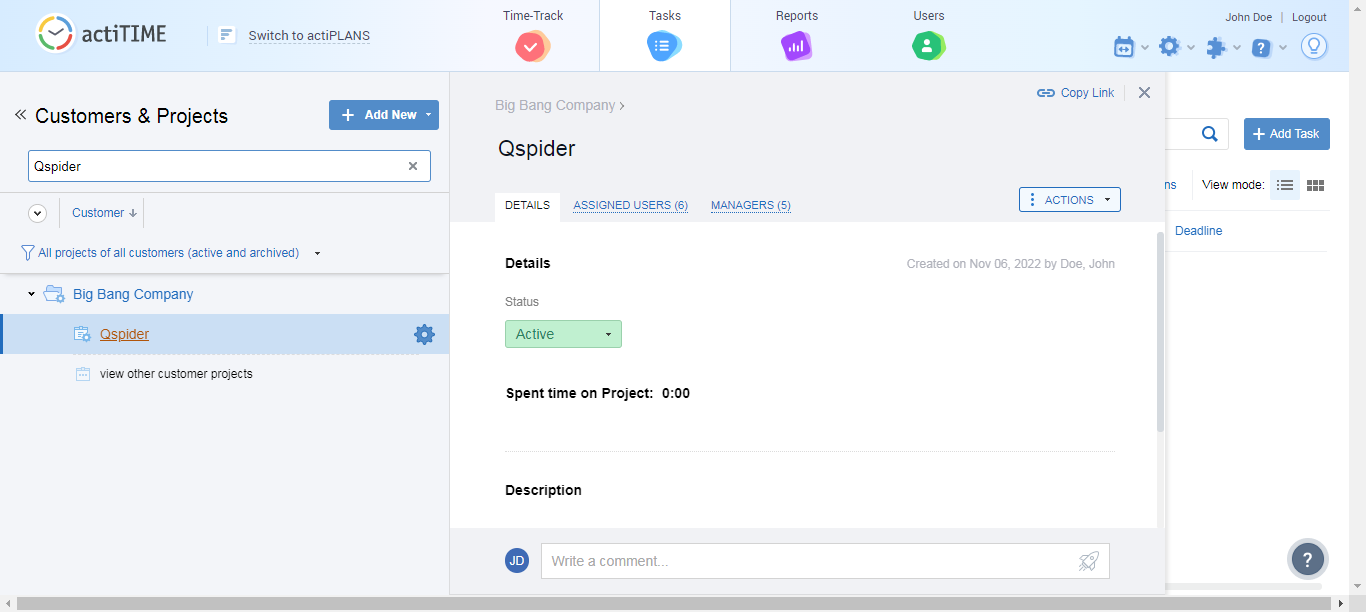 actiTIME
Switch to actiPLANS
Time-Track
Tasks
Reports
Users
John Doe | Logout
?
Customers & Projects
+ Add New
Qspider
Customer
All projects of all customers (active and archived)
Big Bang Company
Qspider
view other customer projects
Big Bang Company >
Copy Link
Qspider
DETAILS
ASSIGNED USERS (6)
MANAGERS (5)
ACTIONS
Details
Created on Nov 06, 2022 by Doe, John
Status
Active
Spent time on Project: 0:00
Description
JD
Write a comment...
+ Add Task
ns
View mode:
Deadline
?